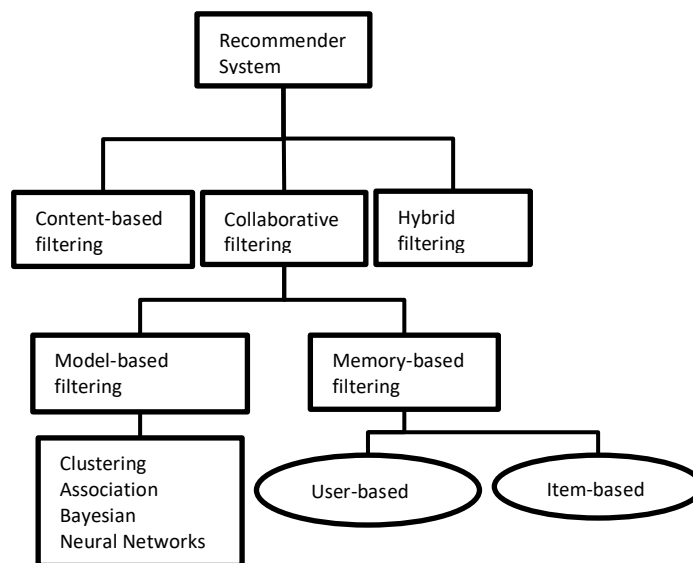 Recommender
System
Content-based
filtering
Collaborative
filtering
Hybrid
filtering
Model-based
filtering
Memory-based
filtering
Clustering
Association
Bayesian
Neural Networks
User-based
Item-based